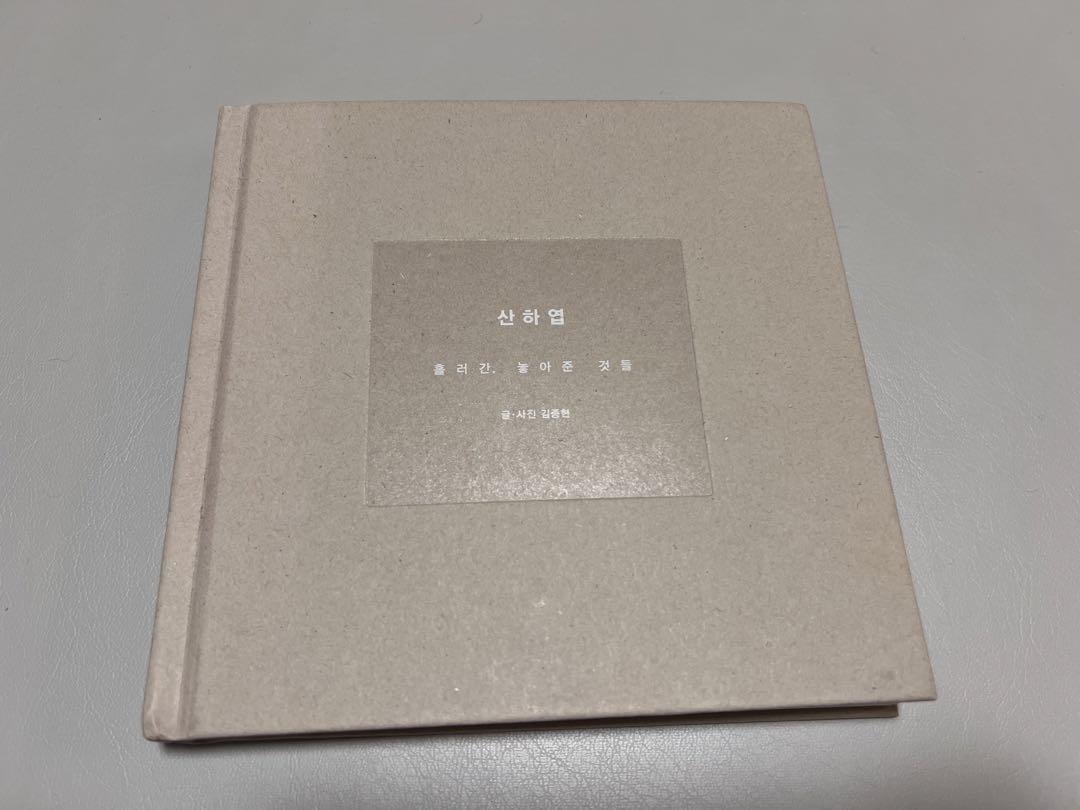 산하엽
흘러간, 놓아준 것들
글·사진 김종현